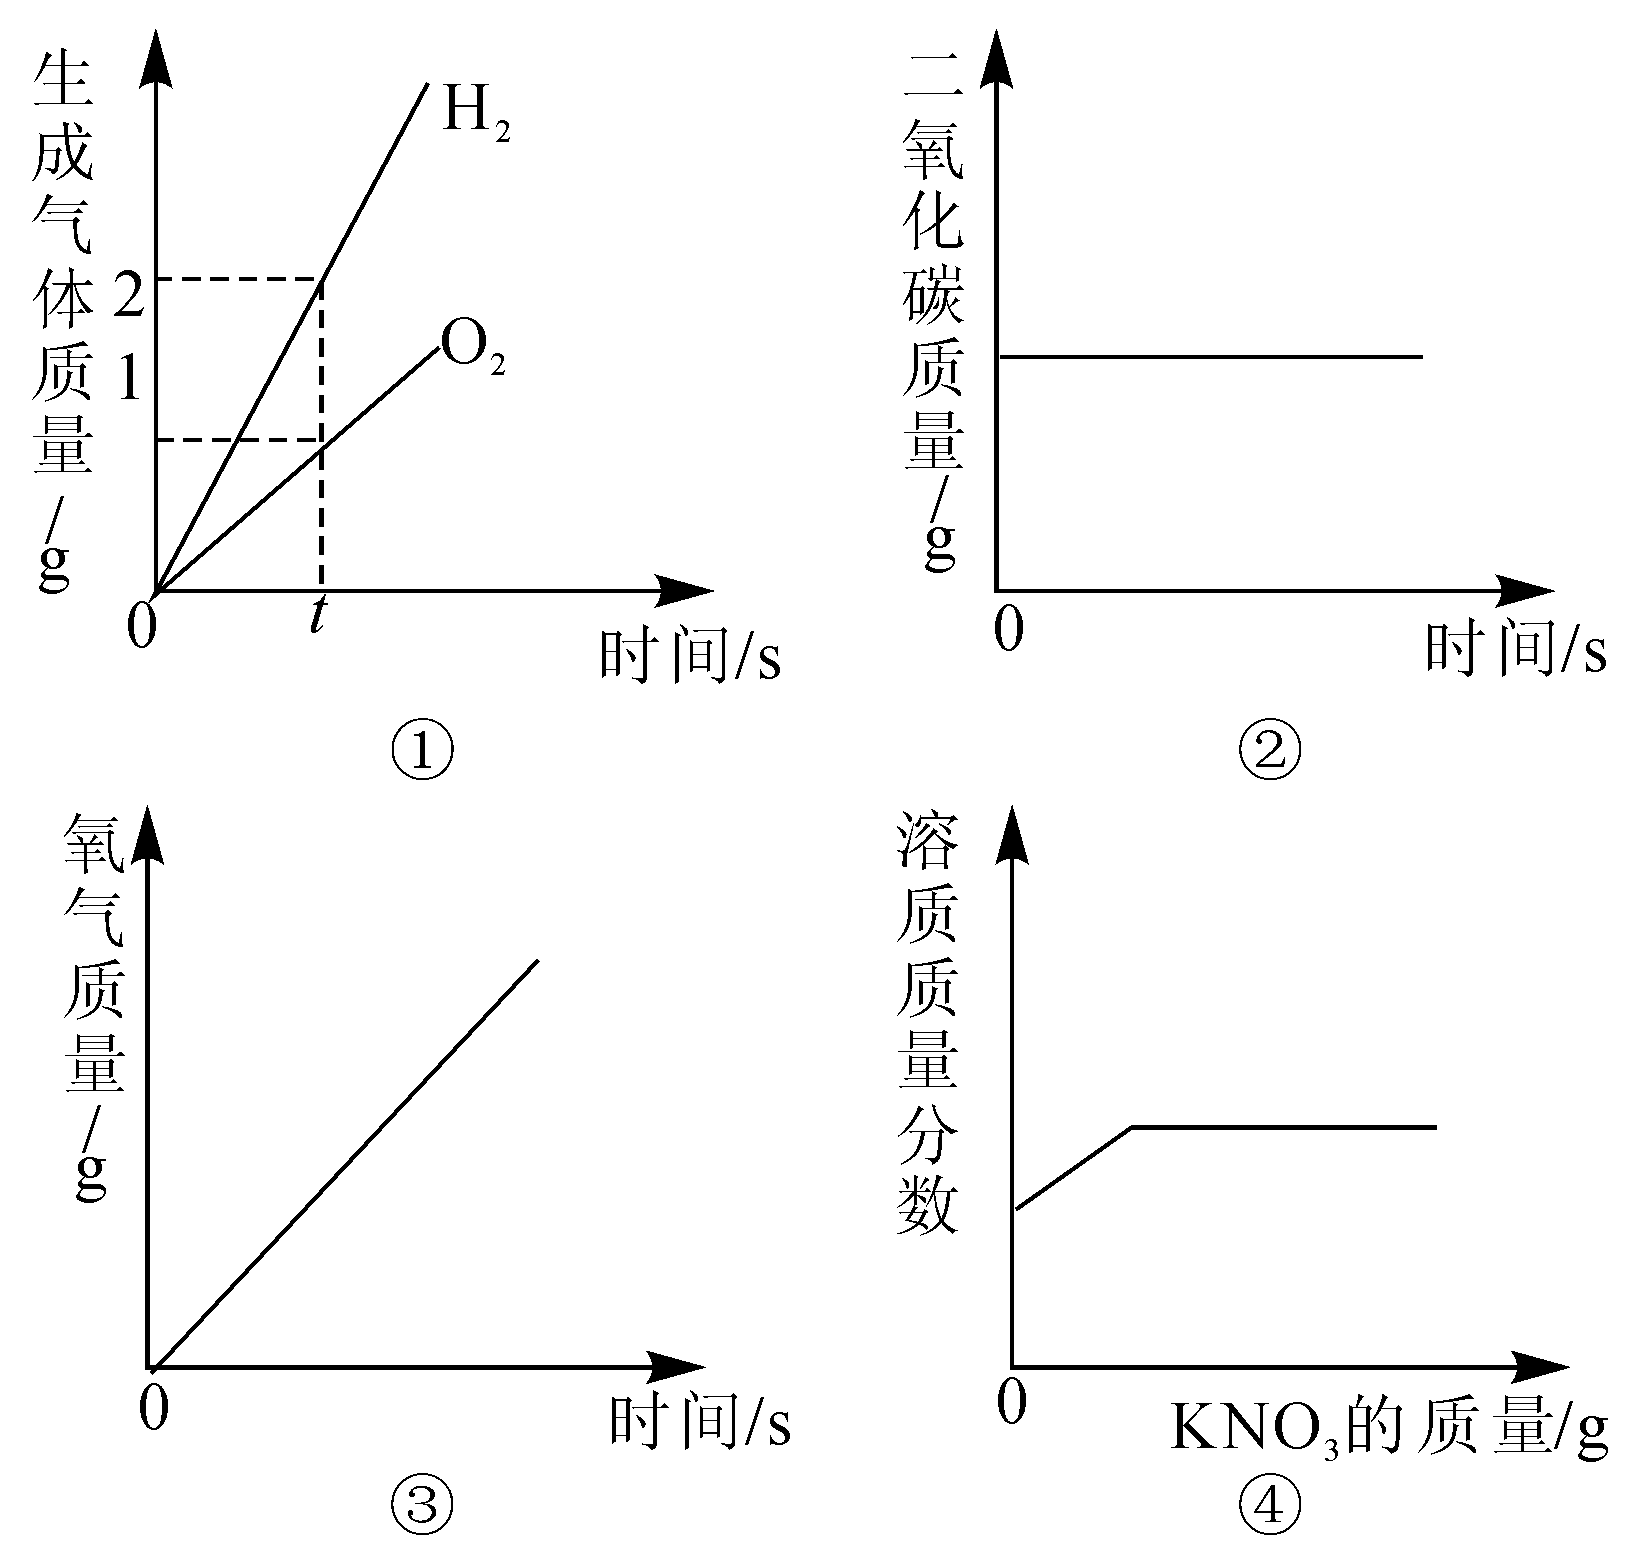 生成气体质量/g
H₂
2
O₂
1
0
t
时间/s
①
二氧化碳质量/g
0
时间/s
②
氧气质量/g
0
时间/s
③
溶质质量分数
0
KNO₃的质量/g
④